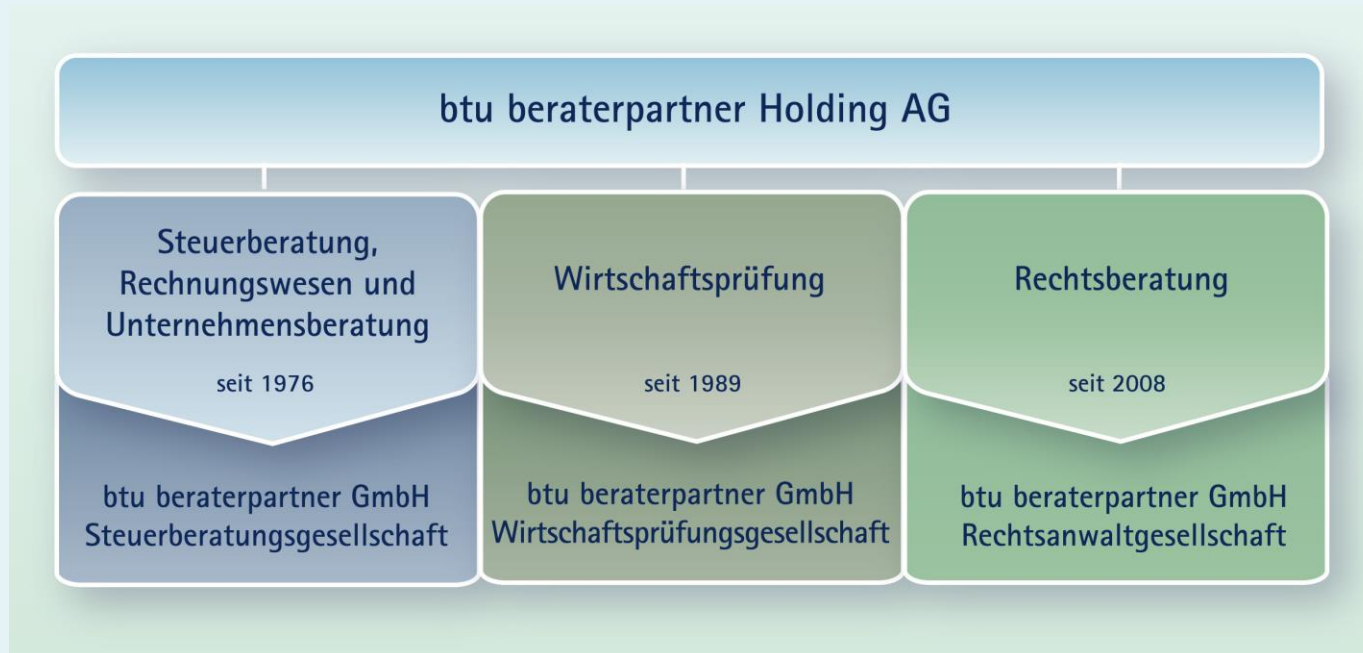 btu beraterpartner Holding AG
Steuerberatung,
Rechnungswesen und
Unternehmensberatung
seit 1976
btu beraterpartner GmbH
Steuerberatungsgesellschaft
Wirtschaftsprüfung
seit 1989
btu beraterpartner GmbH
Wirtschaftsprüfungsgesellschaft
Rechtsberatung
seit 2008
btu beraterpartner GmbH
Rechtsanwaltgesellschaft